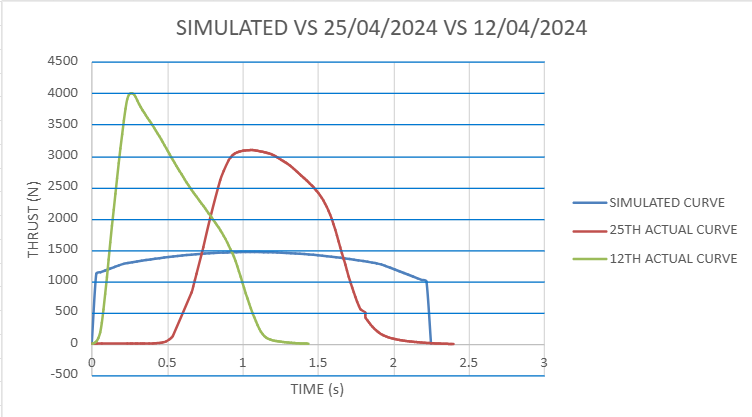 SIMULATED VS 25/04/2024 VS 12/04/2024
4500
4000
3500
3000
2500
2000
1500
1000
500
0
-500
THRUST (N)
0 0.5 1 1.5 2 2.5 3
TIME (s)
SIMULATED CURVE
25TH ACTUAL CURVE
12TH ACTUAL CURVE